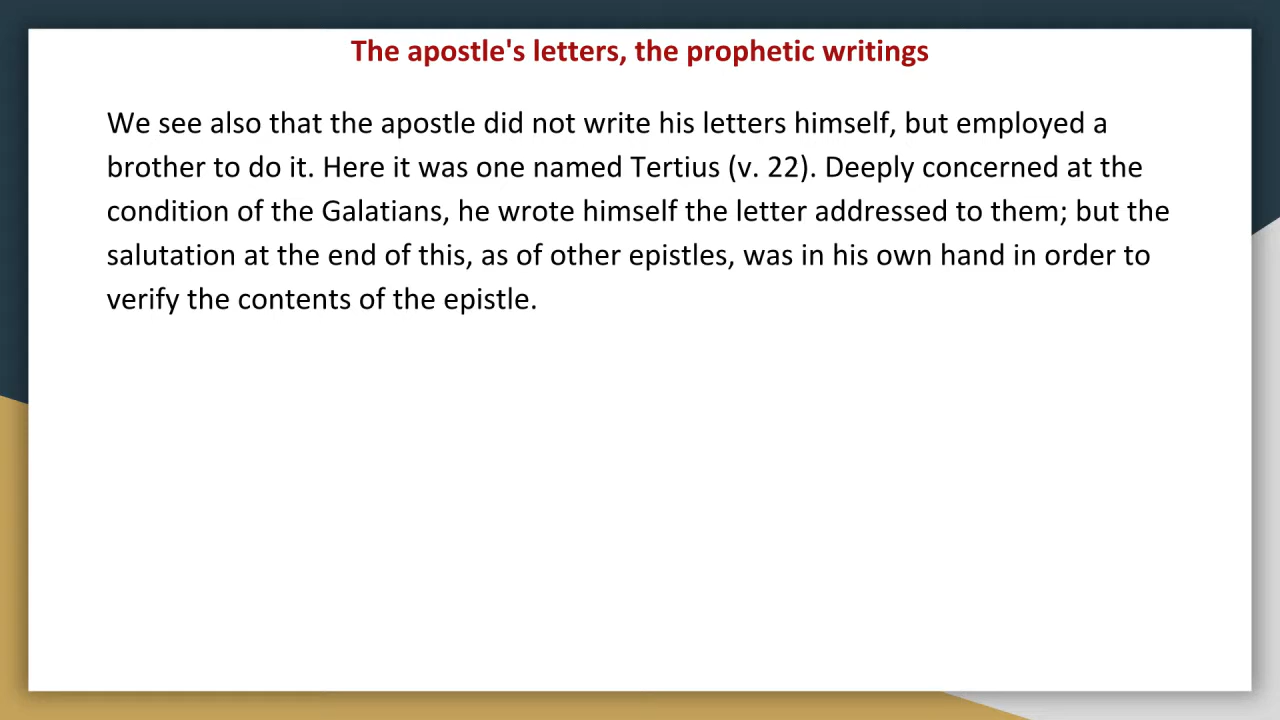 The apostle's letters, the prophetic writings
We see also that the apostle did not write his letters himself, but employed a
brother to do it. Here it was one named Tertius (v. 22). Deeply concerned at the
condition of the Galatians, he wrote himself the letter addressed to them; but the
salutation at the end of this, as of other epistles, was in his own hand in order to
verify the contents of the epistle.